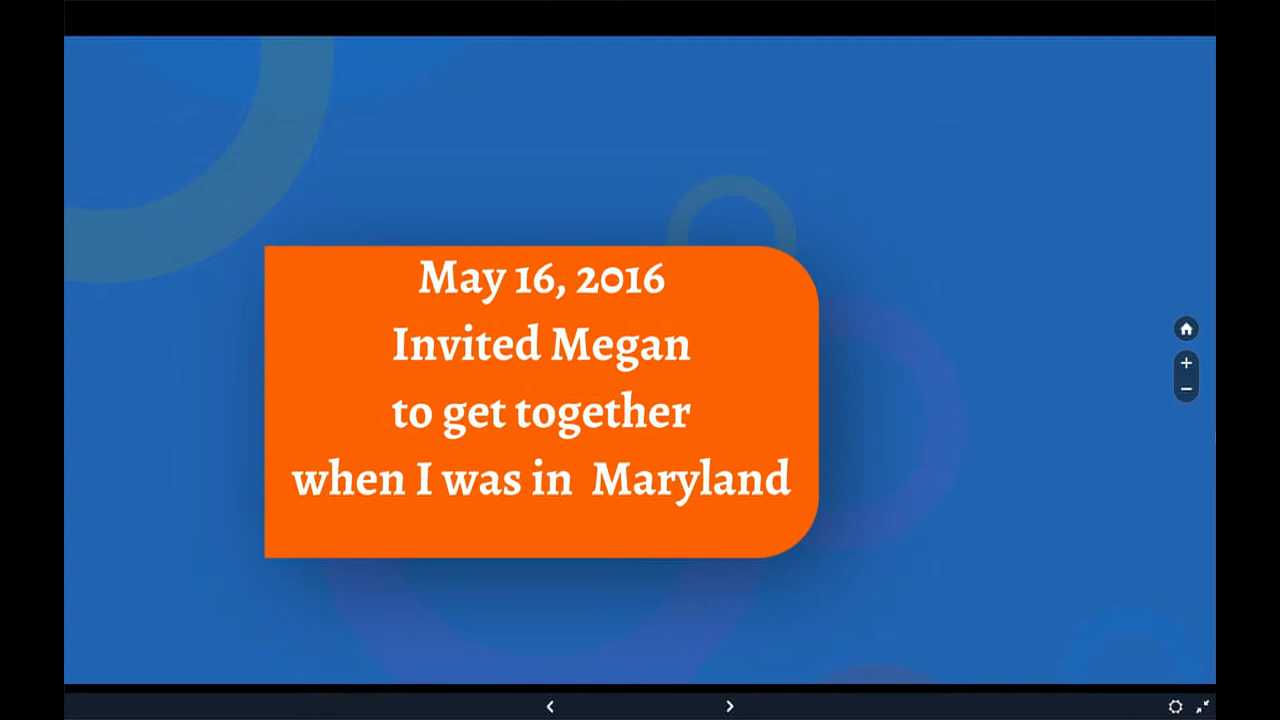 May 16, 2016
Invited Megan
to get together
when I was in Maryland